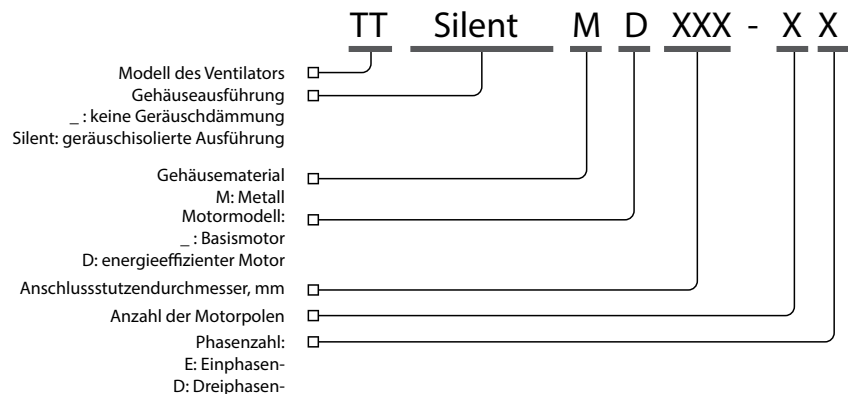 TT Silent M D XXX - X X
Modell des Ventilators
Gehäuseausführung
_ : keine Geräuschdämmung
Silent: geräuschisolierte Ausführung
Gehäusematerial
M: Metall
Motormodell:
_ : Basismotor
D: energieeffizienter Motor
Anschlussstutzendurchmesser, mm
Anzahl der Motorpolen
Phasenzahl:
E: Einphasen-
D: Dreiphasen-